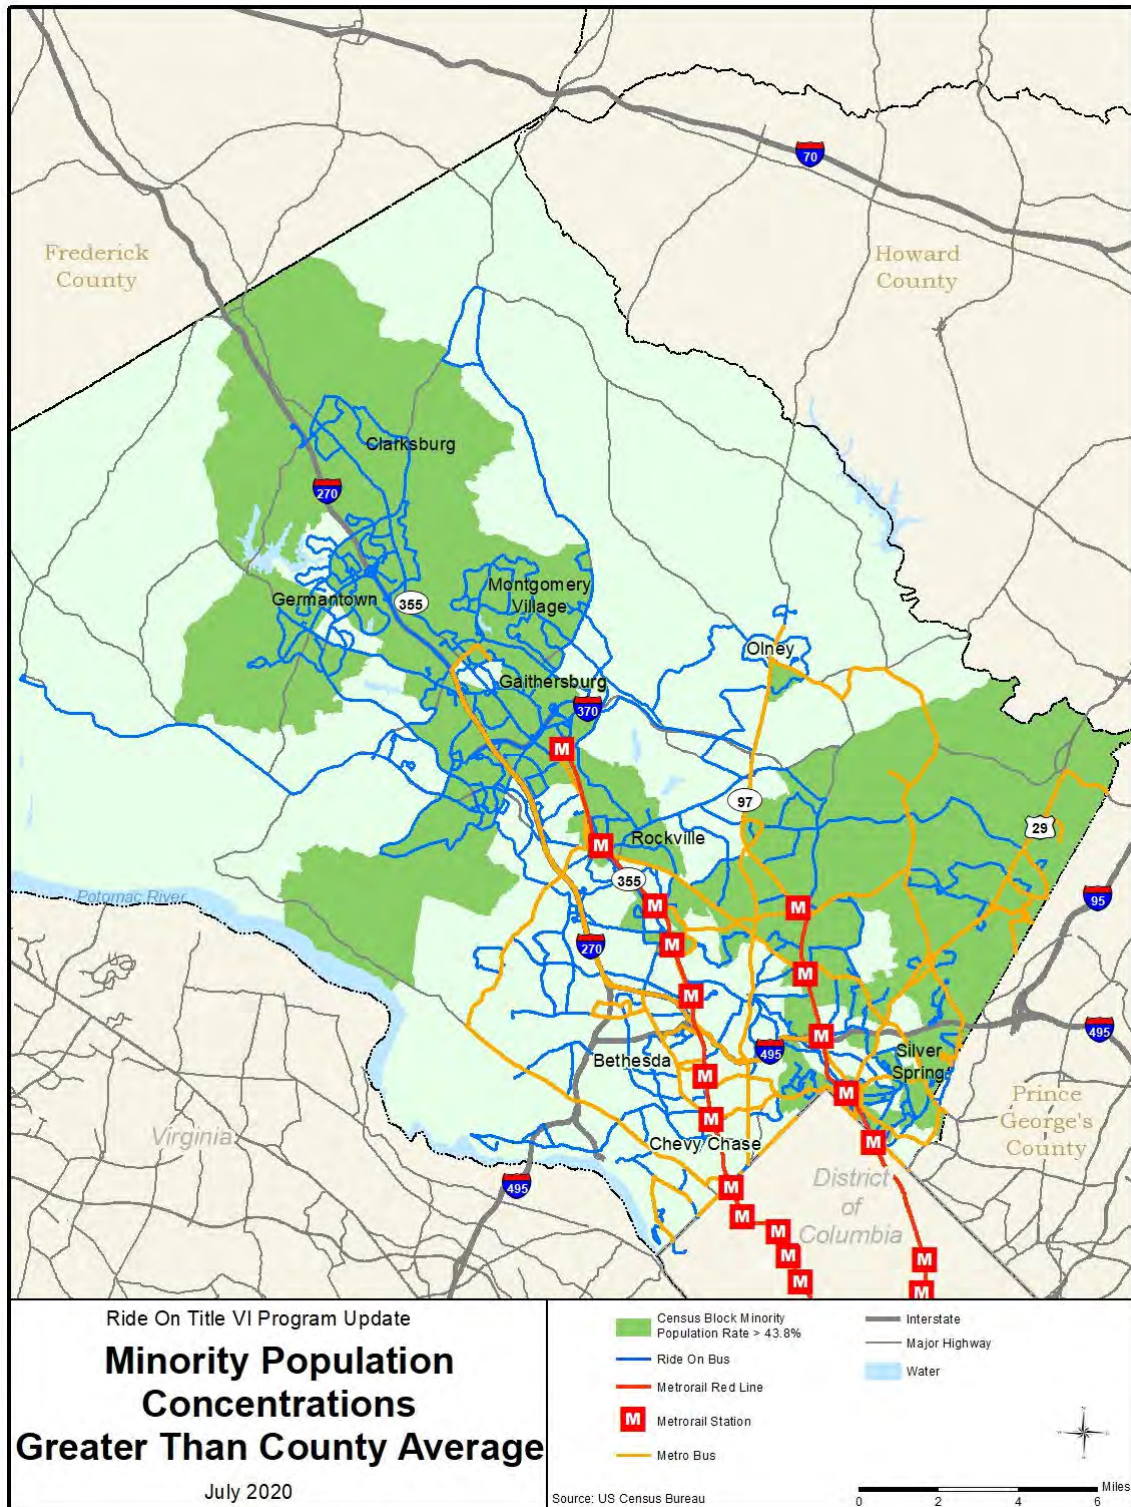 70
Frederick
County
Howard
County
Clarksburg
270
Montgomery
Village
Germantown
355
Olney
Gaithersburg
370
M
97
29
Rockville
M
355
Potomac River
95
M
M
270
M
M
M
495
M
495
Silver
Spring
Bethesda
M
M
Prince
George's
County
M
Virginia
Chevy Chase
M
District
of
Columbia
495
M
M
M
M
M
M
M
Ride On Title VI Program Update
Minority Population
Concentrations
Greater Than County Average
July 2020
Census Block Minority
Population Rate > 43.8%
Ride On Bus
Metrorail Red Line
M
Metrorail Station
Metro Bus
Interstate
Major Highway
Water
Source: US Census Bureau
Miles
0 2 4 6